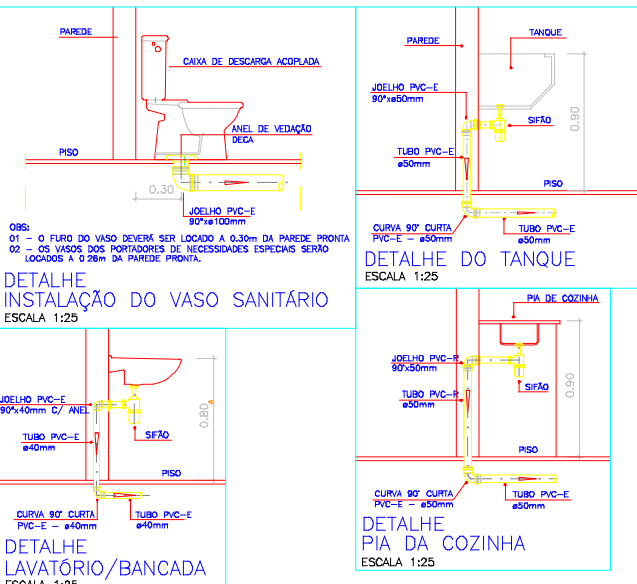 PAREDE
CAIXA DE DESCARGA ACOPLADA
ANEL DE VEDAÇÃO
DECA
PISO
0.30
JOELHO PVC-E
90°xø100mm
OBS:
01 - O FURO DO VASO DEVERÁ SER LOCADO A 0.30m DA PAREDE PRONTA
02 - OS VASOS DOS PORTADORES DE NECESSIDADES ESPECIAIS SERÃO
LOCADOS A 0 26m DA PAREDE PRONTA.
DETALHE
INSTALAÇÃO DO VASO SANITÁRIO
ESCALA 1:25
PAREDE
TANQUE
JOELHO PVC-E
90°xø50mm
SIFÃO
0.90
TUBO PVC-E
ø50mm
PISO
CURVA 90° CURTA
PVC-E - ø50mm
TUBO PVC-E
ø50mm
DETALHE DO TANQUE
ESCALA 1:25
JOELHO PVC-E
90°x40mm C/ ANEL
0.80
TUBO PVC-E
ø40mm
SIFÃO
PISO
CURVA 90° CURTA
PVC-E - ø40mm
TUBO PVC-E
ø40mm
DETALHE
LAVATÓRIO/BANCADA
ESCALA 1:25
PIA DE COZINHA
JOELHO PVC-R
90°x50mm
SIFÃO
0.90
TUBO PVC-R
ø50mm
PISO
CURVA 90° CURTA
PVC-E - ø50mm
TUBO PVC-E
ø50mm
DETALHE
PIA DA COZINHA
ESCALA 1:25